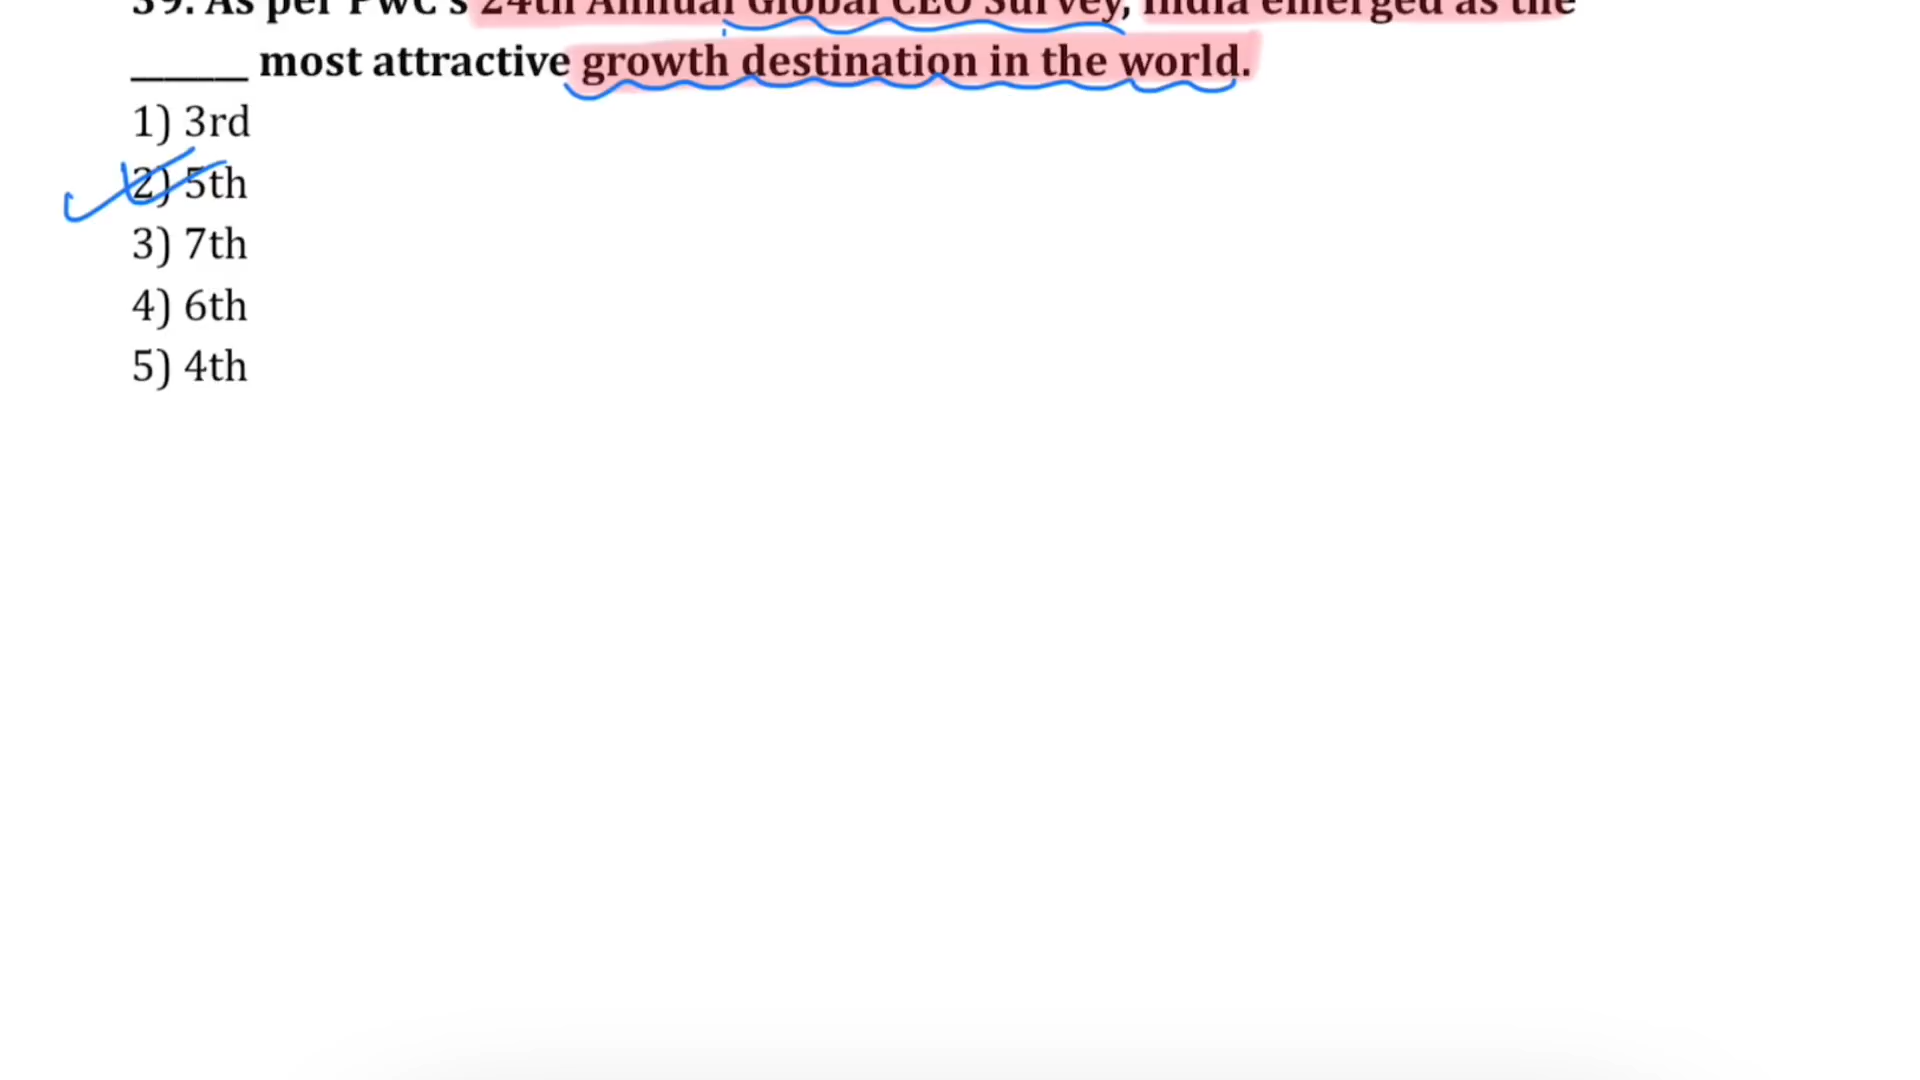 39. As per PwC's 24th Annual Global CEO Survey, India emerged as the
______ most attractive growth destination in the world.
1) 3rd
2) 5th
3) 7th
4) 6th
5) 4th